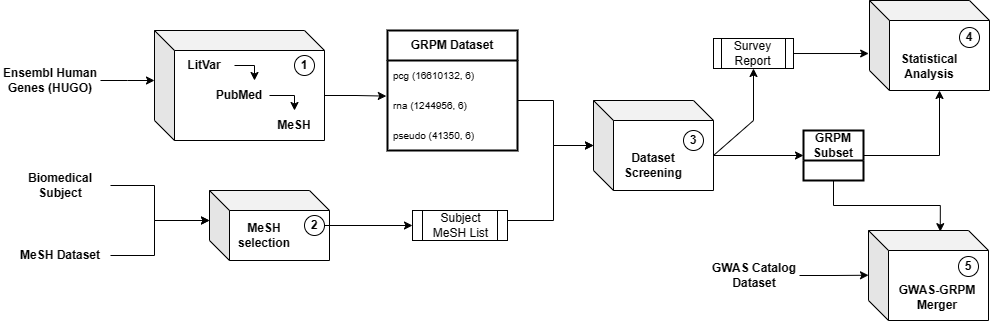 Ensembl Human
Genes (HUGO)
LitVar
1
PubMed
MeSH
GRPM Dataset
pcg (16610132, 6)
rna (1244956, 6)
pseudo (41350, 6)
Biomedical
Subject
MeSH Dataset
MeSH
selection
2
Subject
MeSH List
3
Dataset
Screening
Survey
Report
4
Statistical
Analysis
GRPM
Subset
GWAS Catalog
Dataset
5
GWAS-GRPM
Merger